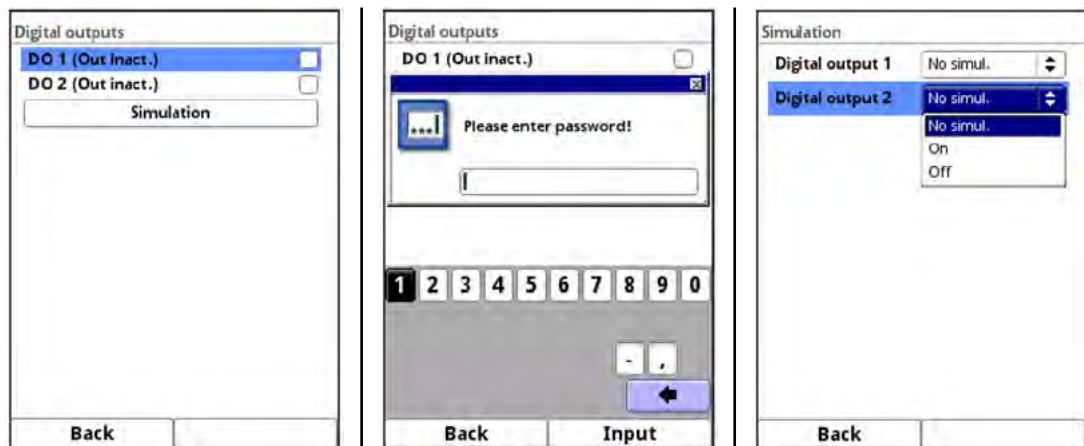 Digital outputs
DO 1 (Out inact.)
DO 2 (Out inact.)
Simulation
Back
Digital outputs
DO 1 (Out inact.)
...|
Please enter password!
1 2 3 4 5 6 7 8 9 0
- ,
Back Input
Simulation
Digital output 1 No simul.
Digital output 2 No simul.
No simul.
On
Off
Back